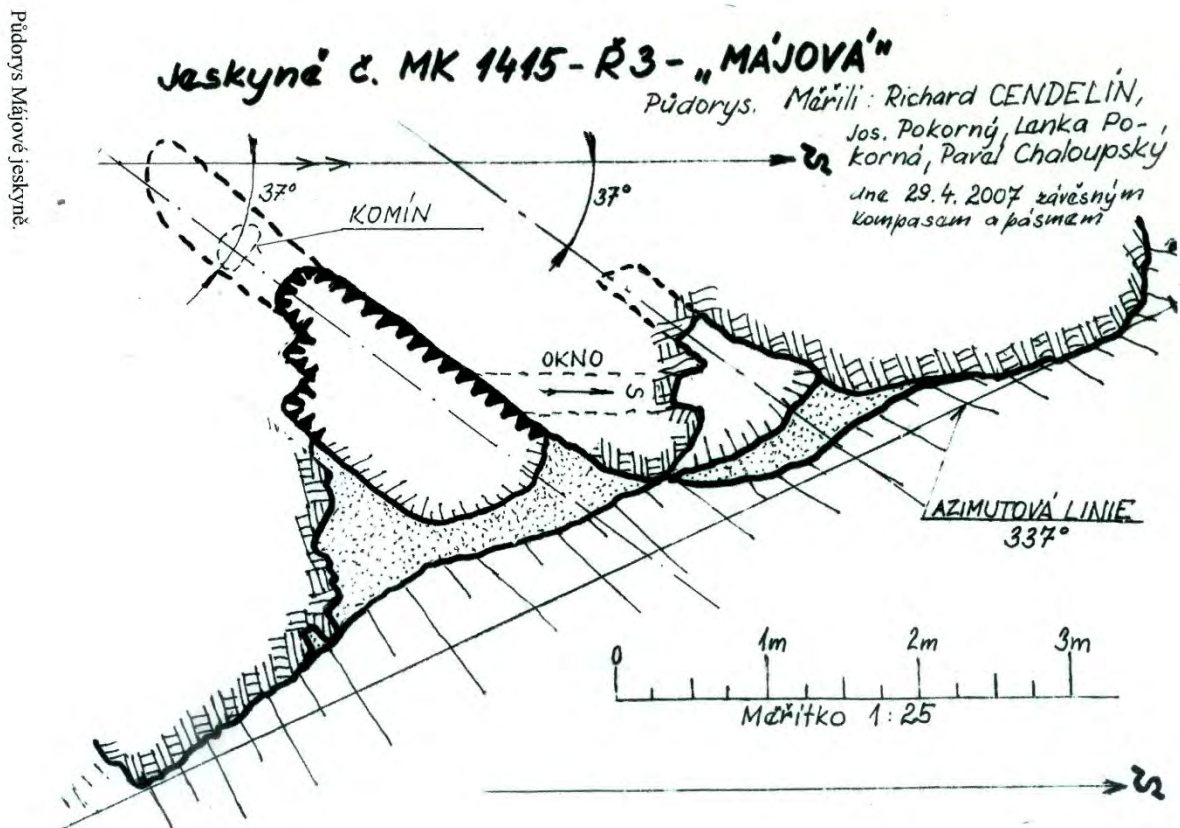 Jeskyně č. MK 1415 - Ř3 - „MÁJOVÁ"
Půdorys. Měřili: Richard CENDELÍN,
Jos. Pokorný, Lenka Po-
korná, Pavel Chaloupský
dne 29.4.2007 závěsným
kompasem a pásmem
37°
37°
KOMÍN
OKNO
S
AZIMUTOVÁ LINIE
337°
0 1m 2m 3m
Měřítko 1:25
S
S
Půdorys Májové jeskyně.